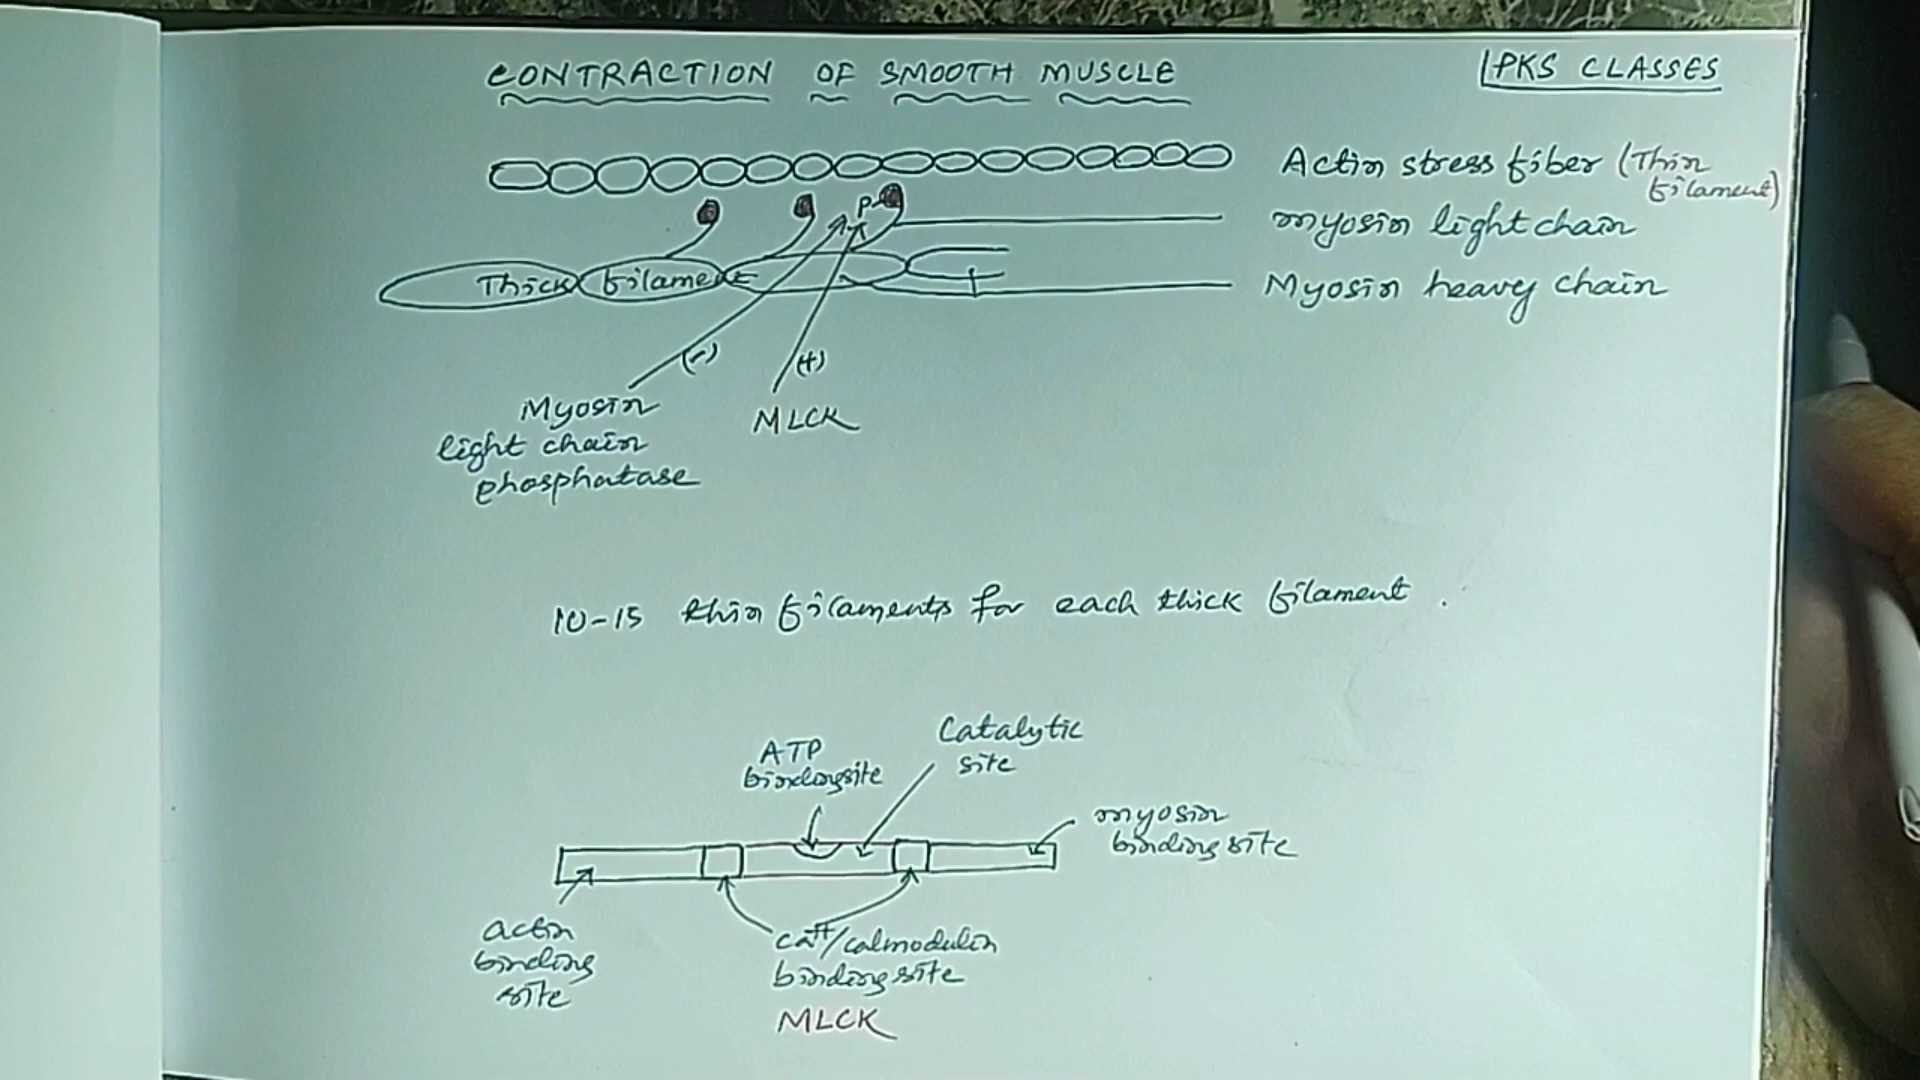 CONTRACTION OF SMOOTH MUSCLE
PKS CLASSES
Actin stress fiber (Thin
filament)
P
myosin light chain
Thick filament
Myosin heavy chain
(-)
(+)
Myosin
light chain
phosphatase
MLCK
10-15 thin filaments for each thick filament.
Catalytic
site
ATP
binding site
myosin
binding site
actin
binding
site
ca++/calmodulin
binding site
MLCK